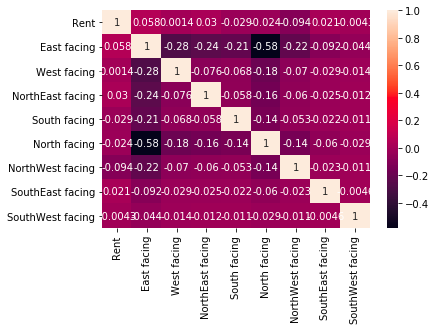 Rent 1 0.058 0.0014 0.03 -0.029 -0.024 -0.094 0.021 -0.0043
East facing 0.058 1 -0.28 -0.24 -0.21 -0.58 -0.22 -0.092 -0.044
West facing 0.0014 -0.28 1 -0.076 -0.068 -0.18 -0.07 -0.029 -0.014
NorthEast facing 0.03 -0.24 -0.076 1 -0.058 -0.16 -0.06 -0.025 -0.012
South facing -0.029 -0.21 -0.068 -0.058 1 -0.14 -0.053 -0.022 -0.011
North facing -0.024 -0.58 -0.18 -0.16 -0.14 1 -0.14 -0.06 -0.029
NorthWest facing -0.094 -0.22 -0.07 -0.06 -0.053 -0.14 1 -0.023 -0.011
SouthEast facing 0.021 -0.092 -0.029 -0.025 -0.022 -0.06 -0.023 1 -0.0046
SouthWest facing -0.0043 -0.044 -0.014 -0.012 -0.011 -0.029 -0.011 -0.0046 1
Rent
East facing
West facing
NorthEast facing
South facing
North facing
NorthWest facing
SouthEast facing
SouthWest facing
1.0
0.8
0.6
0.4
0.2
0.0
−0.2
−0.4